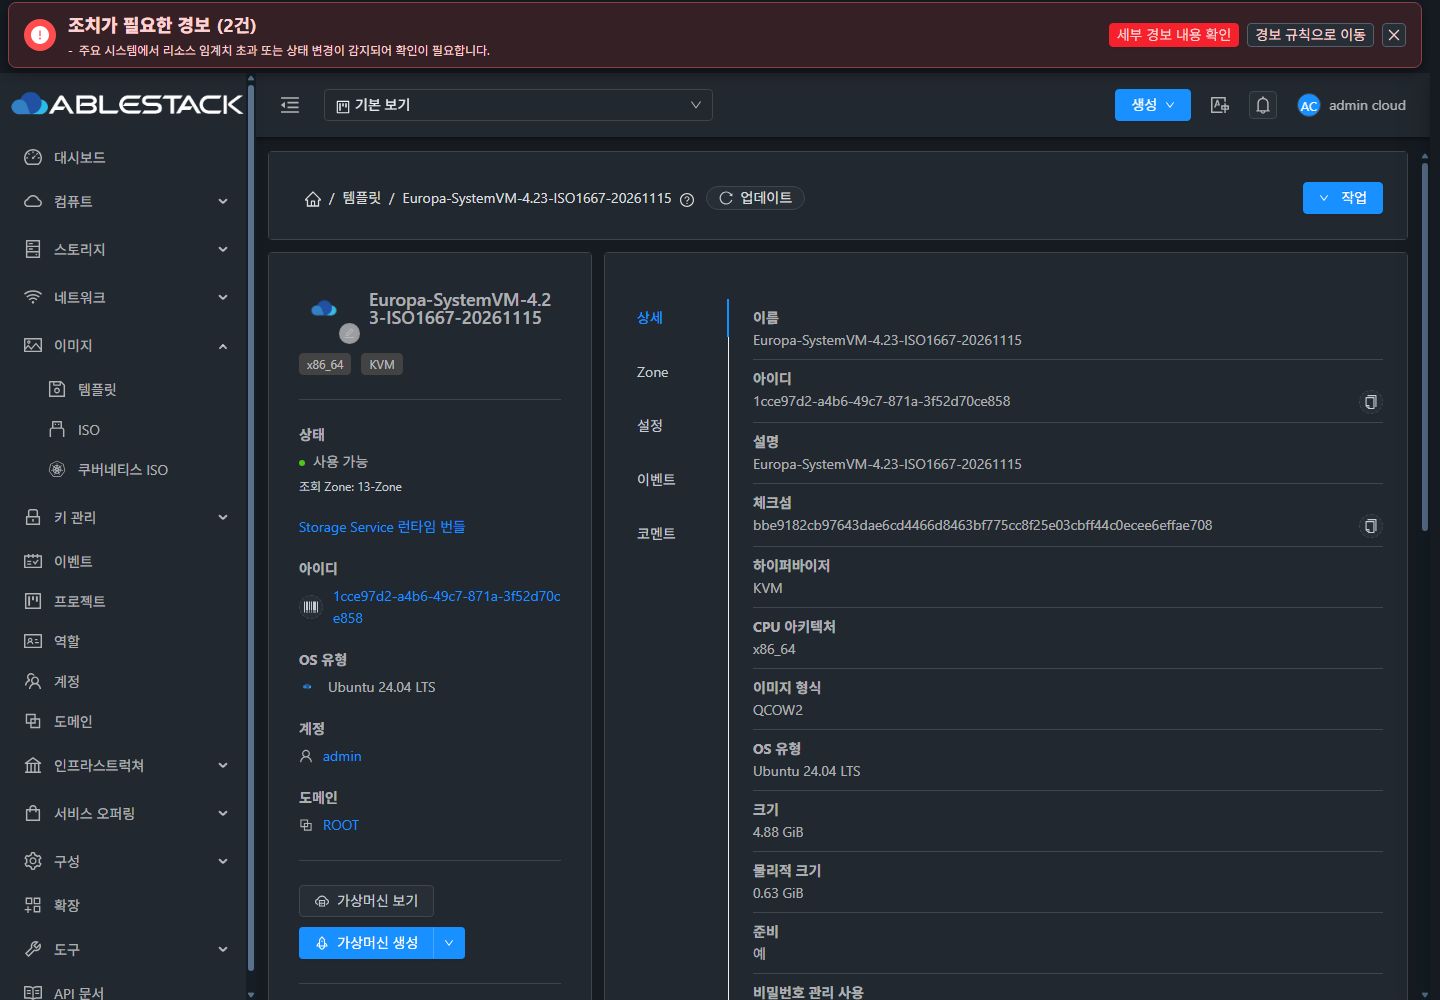 조치가 필요한 경보 (2건)
- 주요 시스템에서 리소스 임계치 초과 또는 상태 변경이 감지되어 확인이 필요합니다.
세부 경보 내용 확인
경보 규칙으로 이동
ABLESTACK
기본 보기
생성
AC
admin cloud
대시보드
컴퓨트
스토리지
네트워크
이미지
템플릿
ISO
쿠버네티스 ISO
키 관리
이벤트
프로젝트
역할
계정
도메인
인프라스트럭쳐
서비스 오퍼링
구성
확장
도구
API 문서
/ 템플릿 / Europa-SystemVM-4.23-ISO1667-20261115
업데이트
작업
Europa-SystemVM-4.2
3-ISO1667-20261115
x86_64
KVM
상태
사용 가능
조회 Zone: 13-Zone
Storage Service 런타임 번들
아이디
1cce97d2-a4b6-49c7-871a-3f52d70c
e858
OS 유형
Ubuntu 24.04 LTS
계정
admin
도메인
ROOT
가상머신 보기
가상머신 생성
상세
Zone
설정
이벤트
코멘트
이름
Europa-SystemVM-4.23-ISO1667-20261115
아이디
1cce97d2-a4b6-49c7-871a-3f52d70ce858
설명
Europa-SystemVM-4.23-ISO1667-20261115
체크섬
bbe9182cb97643dae6cd4466d8463bf775cc8f25e03cbff44c0ecee6effae708
하이퍼바이저
KVM
CPU 아키텍처
x86_64
이미지 형식
QCOW2
OS 유형
Ubuntu 24.04 LTS
크기
4.88 GiB
물리적 크기
0.63 GiB
준비
예
비밀번호 관리 사용